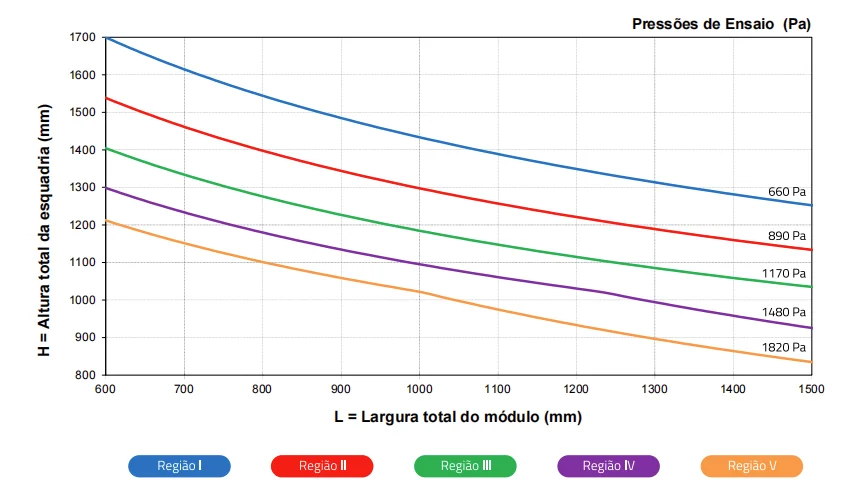 Pressões de Ensaio (Pa)
H = Altura total da esquadria (mm)
1700
1600
1500
1400
1300
1200
1100
1000
900
800
660 Pa
890 Pa
1170 Pa
1480 Pa
1820 Pa
600 700 800 900 1000 1100 1200 1300 1400 1500
L = Largura total do módulo (mm)
Região I Região II Região III Região IV Região V